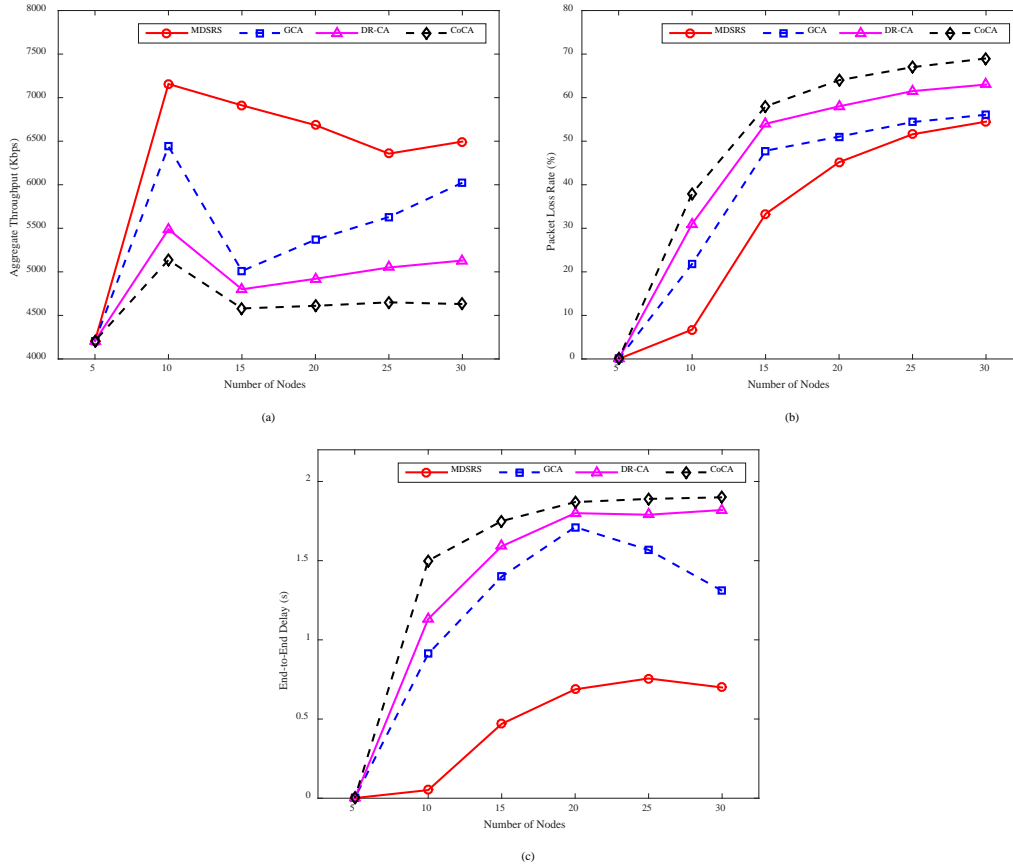 8000
7500
7000
6500
6000
5500
5000
4500
4000
Aggregate Throughput (Kbps)
MDSRS GCA DR-CA CoCA
5 10 15 20 25 30
Number of Nodes
(a)
80
70
60
50
40
30
20
10
0
Packet Loss Rate (%)
MDSRS GCA DR-CA CoCA
5 10 15 20 25 30
Number of Nodes
(b)
2
1.5
1
0.5
0
End-to-End Delay (s)
MDSRS GCA DR-CA CoCA
5 10 15 20 25 30
Number of Nodes
(c)